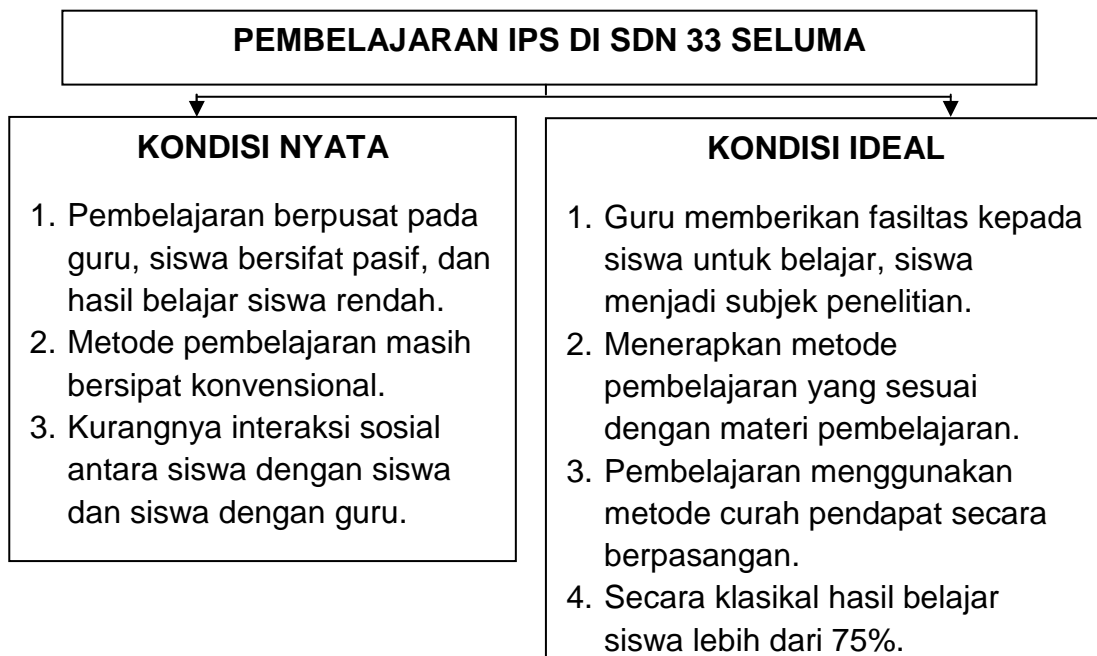 PEMBELAJARAN IPS DI SDN 33 SELUMA
KONDISI NYATA
1. Pembelajaran berpusat pada
guru, siswa bersifat pasif, dan
hasil belajar siswa rendah.
2. Metode pembelajaran masih
bersipat konvensional.
3. Kurangnya interaksi sosial
antara siswa dengan siswa
dan siswa dengan guru.
KONDISI IDEAL
1. Guru memberikan fasiltas kepada
siswa untuk belajar, siswa
menjadi subjek penelitian.
2. Menerapkan metode
pembelajaran yang sesuai
dengan materi pembelajaran.
3. Pembelajaran menggunakan
metode curah pendapat secara
berpasangan.
4. Secara klasikal hasil belajar
siswa lebih dari 75%.